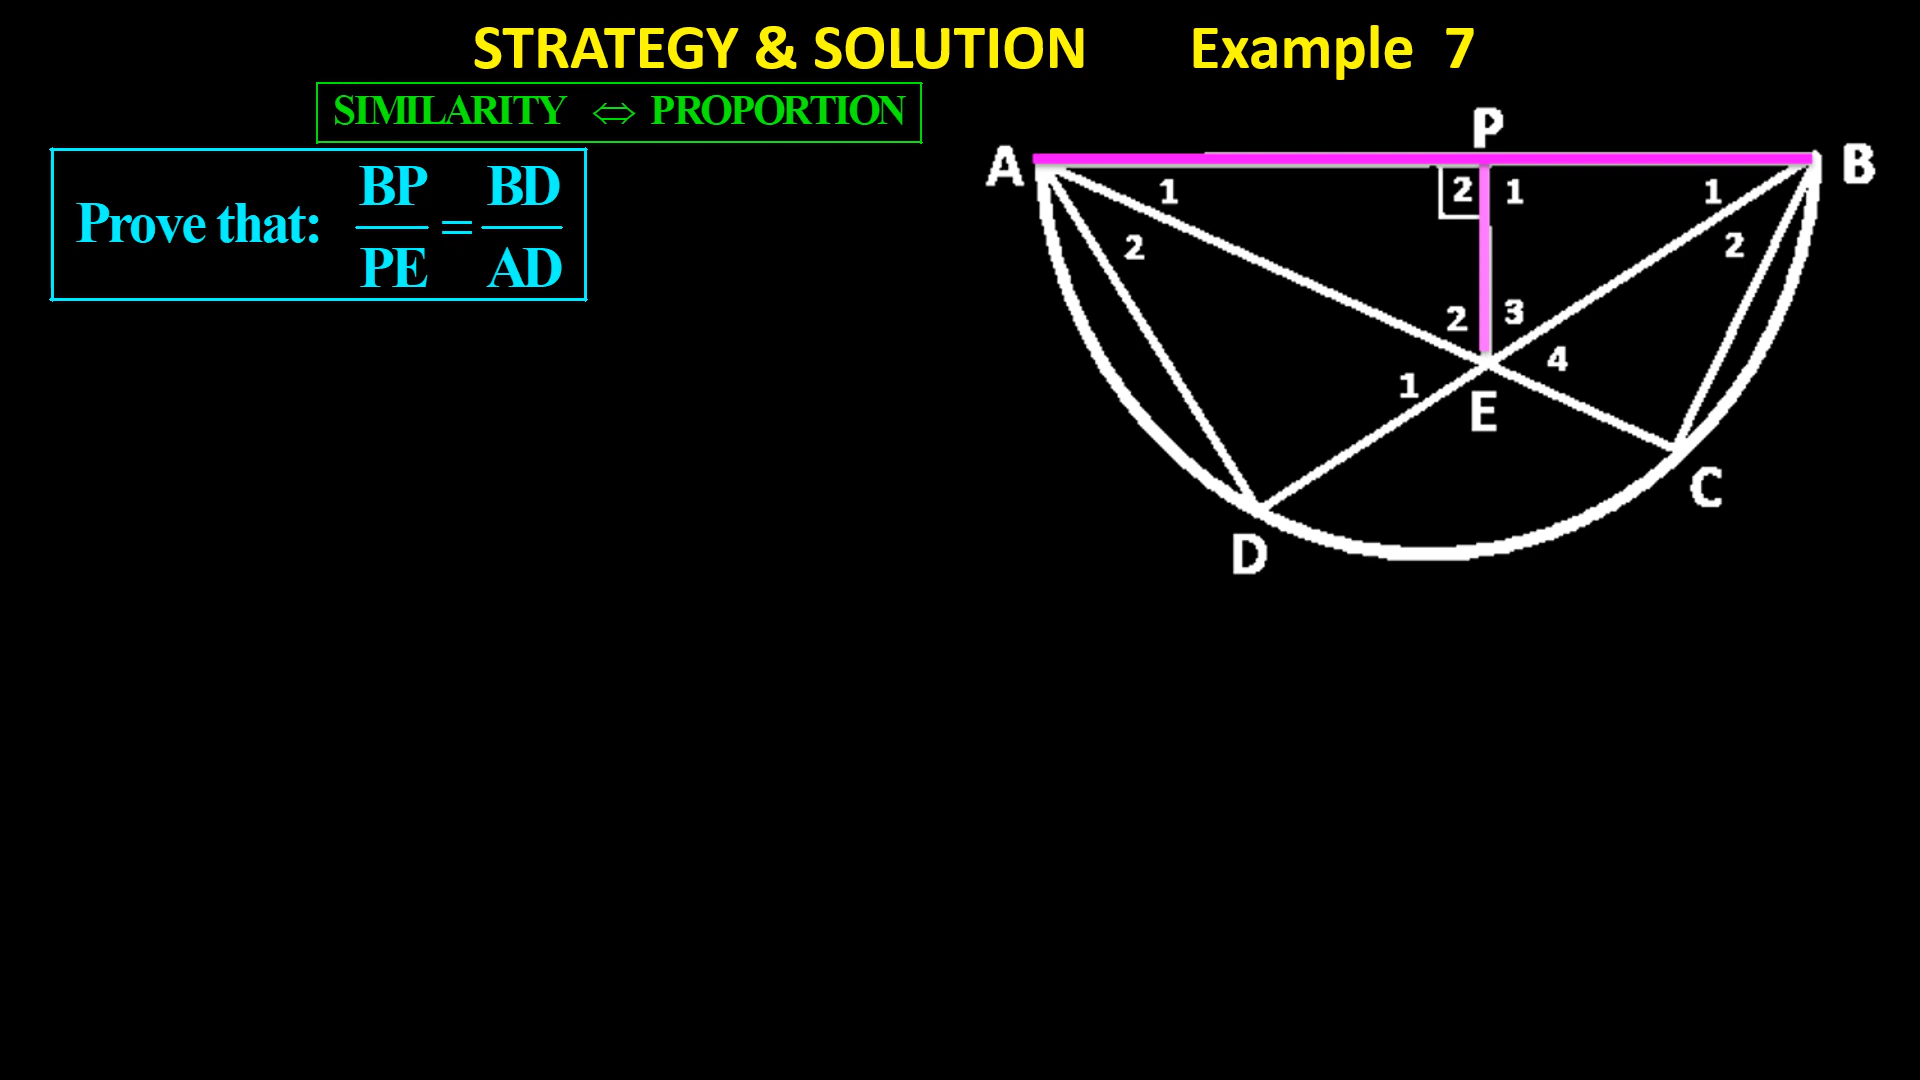 STRATEGY & SOLUTION Example 7
SIMILARITY ⇔ PROPORTION
Prove that: BP/PE = BD/AD
P
A B
1 2 1 1
2 2
2 3
1 4
E
C
D